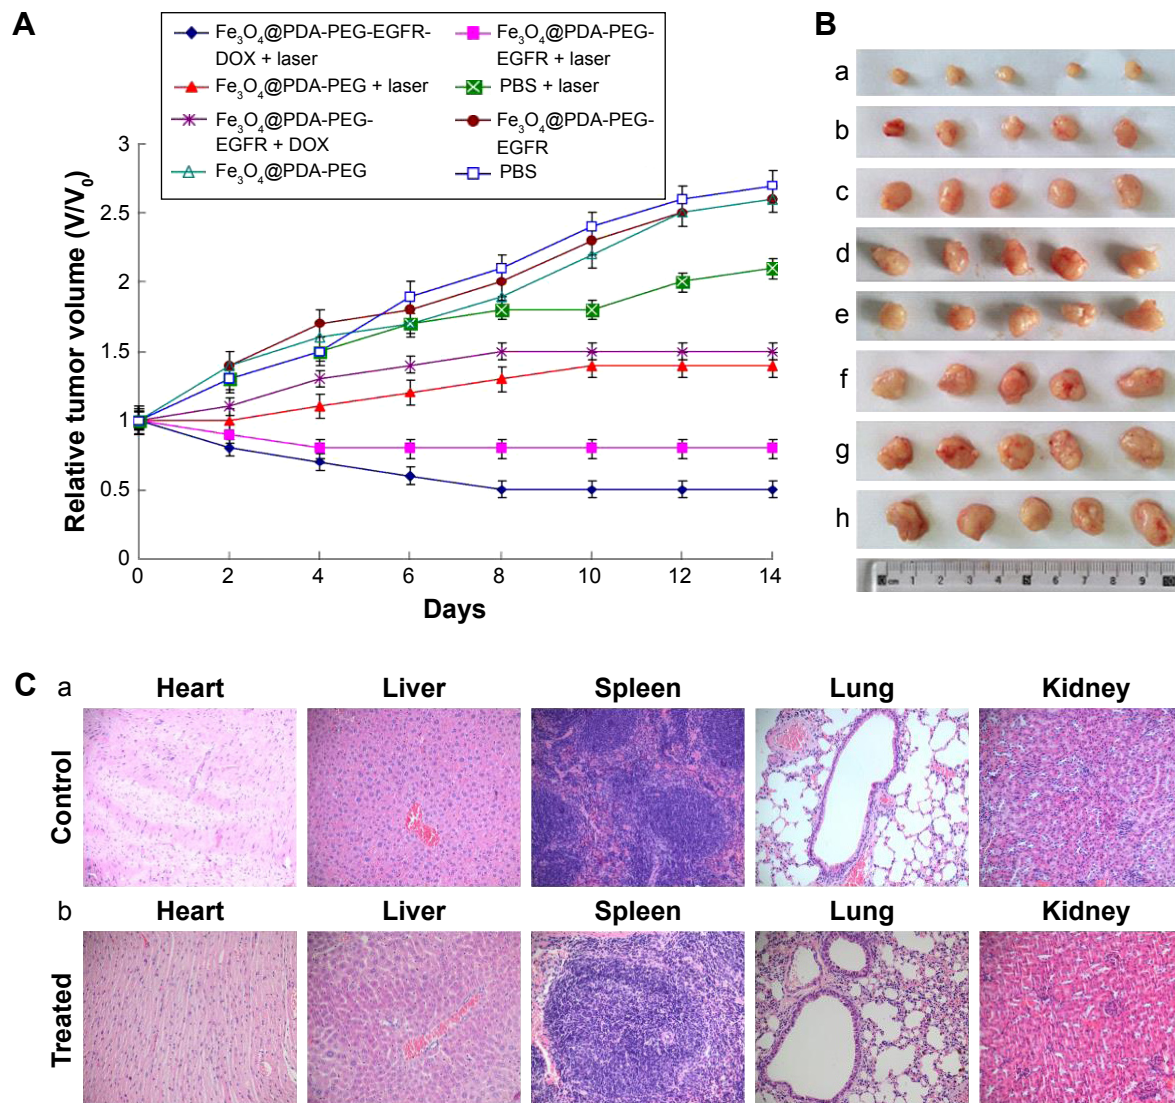 A
Fe₃O₄@PDA-PEG-EGFR-
DOX + laser
Fe₃O₄@PDA-PEG-
EGFR + laser
Fe₃O₄@PDA-PEG + laser
PBS + laser
Fe₃O₄@PDA-PEG-
EGFR + DOX
Fe₃O₄@PDA-PEG-
EGFR
Fe₃O₄@PDA-PEG
PBS
Relative tumor volume (V/V₀)
3
2.5
2
1.5
1
0.5
0
0 2 4 6 8 10 12 14
Days
B
a
b
c
d
e
f
g
h
cm 1 2 3 4 5 6 7 8 9
C
a
Heart Liver Spleen Lung Kidney
Control
b
Heart Liver Spleen Lung Kidney
Treated